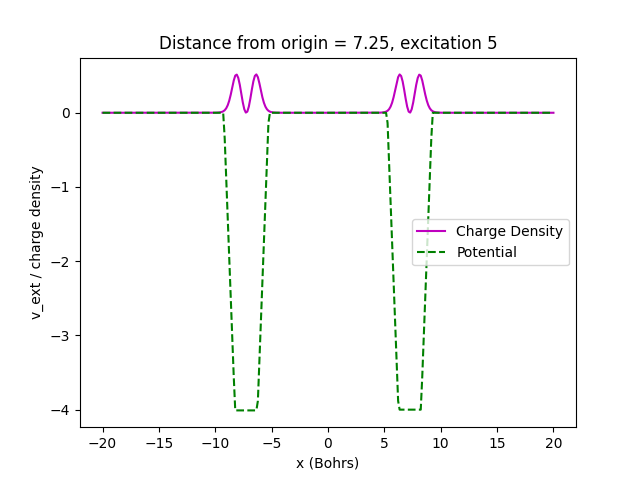 Distance from origin = 7.25, excitation 5
v_ext / charge density
0
−1
−2
−3
−4
Charge Density
Potential
−20 −15 −10 −5 0 5 10 15 20
x (Bohrs)